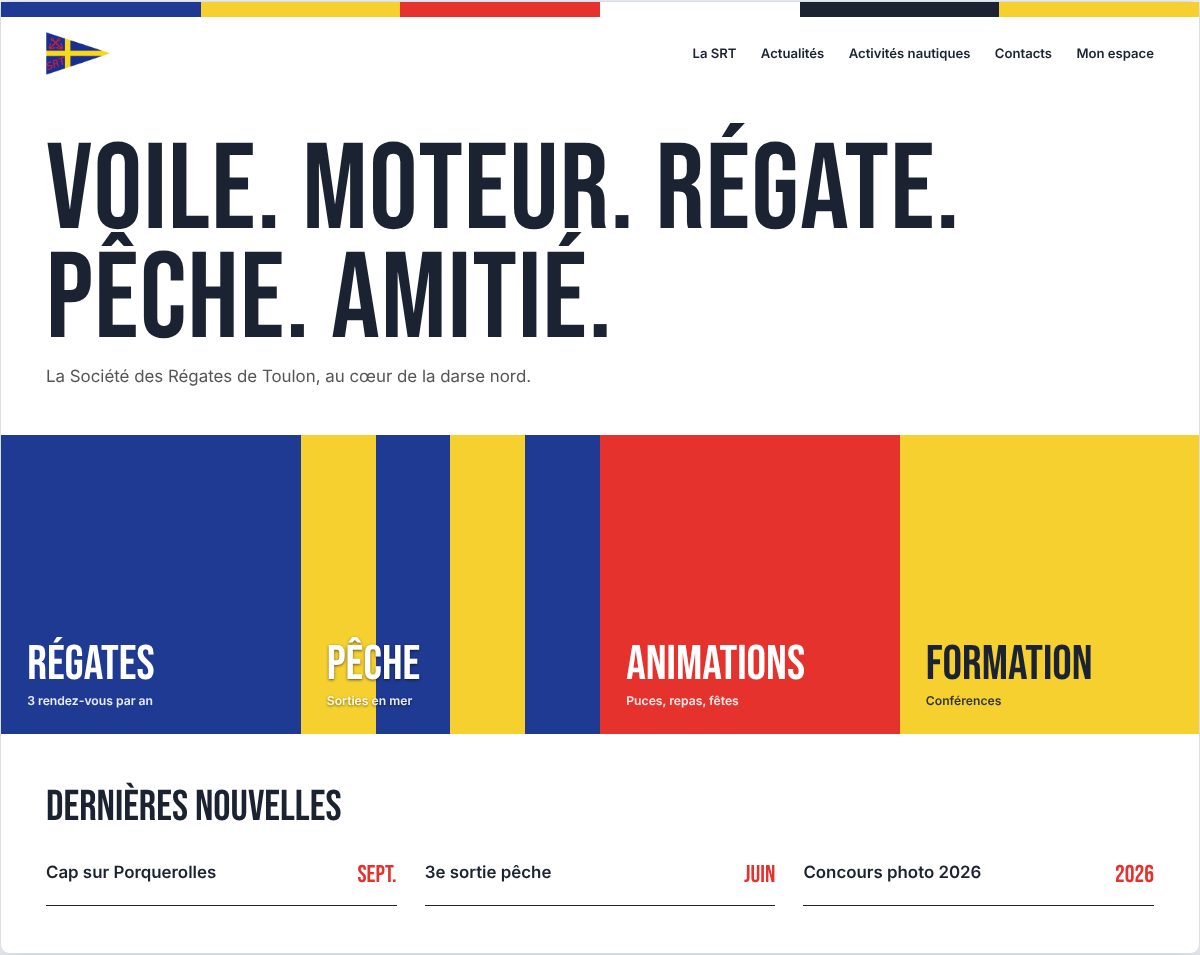 SRT
La SRT
Actualités
Activités nautiques
Contacts
Mon espace
VOILE. MOTEUR. RÉGATE.
PÊCHE. AMITIÉ.
La Société des Régates de Toulon, au cœur de la darse nord.
RÉGATES
3 rendez-vous par an
PÊCHE
Sorties en mer
ANIMATIONS
Puces, repas, fêtes
FORMATION
Conférences
DERNIÈRES NOUVELLES
Cap sur Porquerolles
SEPT.
3e sortie pêche
JUIN
Concours photo 2026
2026